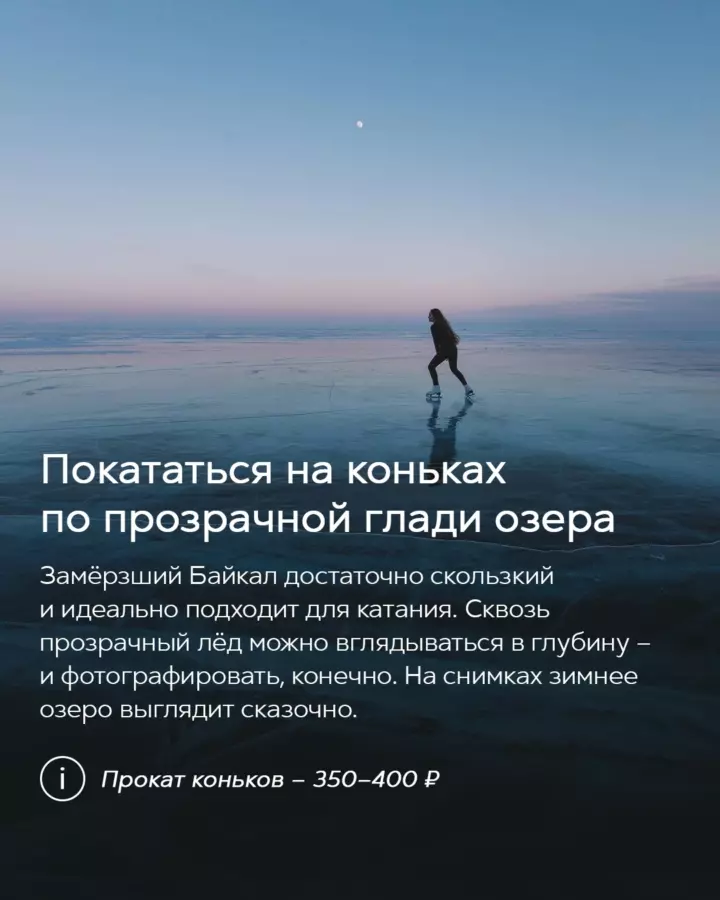 Покататься на коньках
по прозрачной глади озера
Замёрзший Байкал достаточно скользкий
и идеально подходит для катания. Сквозь
прозрачный лёд можно вглядываться в глубину –
и фотографировать, конечно. На снимках зимнее
озеро выглядит сказочно.
i Прокат коньков – 350–400 ₽